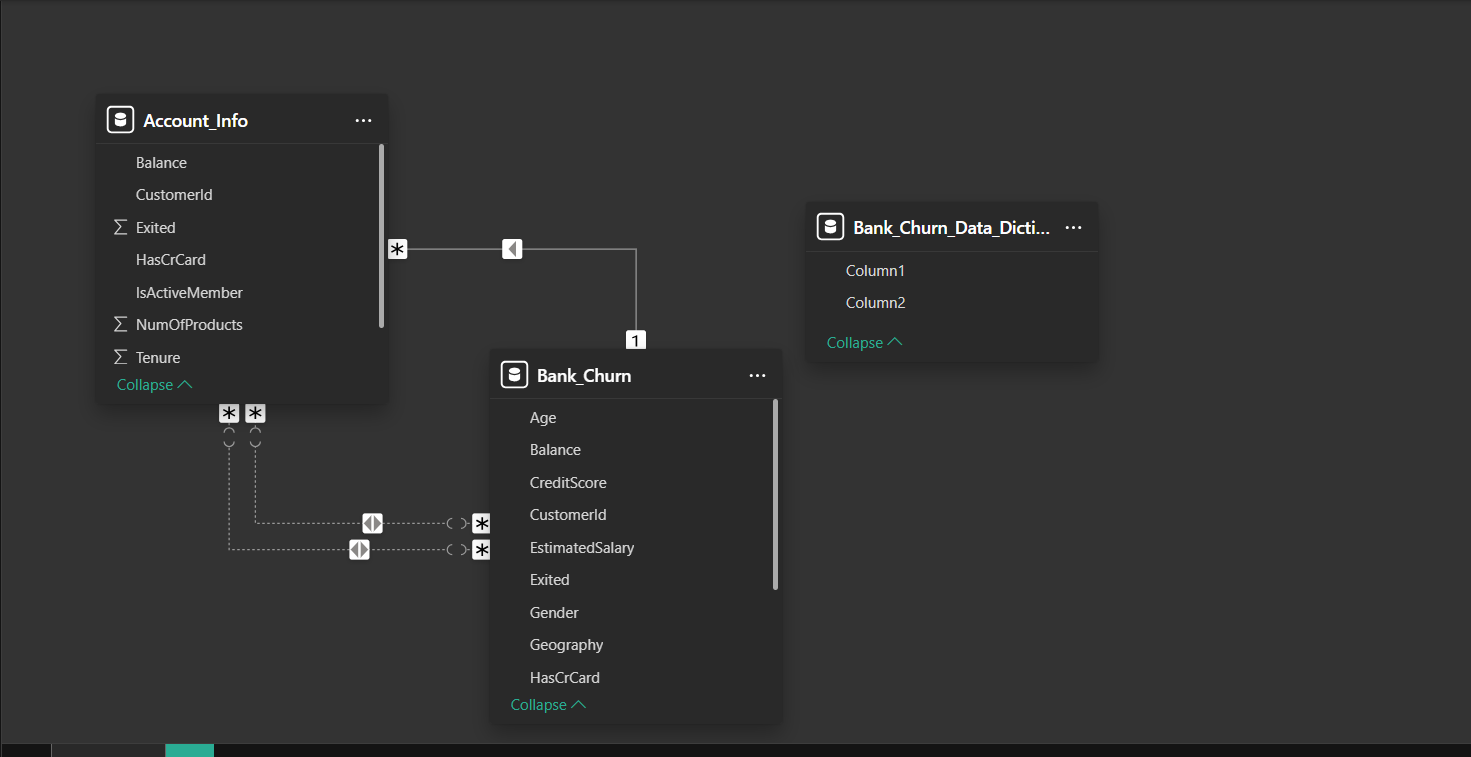 Account_Info
Balance
CustomerId
Σ Exited
HasCrCard
IsActiveMember
Σ NumOfProducts
Σ Tenure
Collapse
*
1
Bank_Churn
Age
Balance
CreditScore
CustomerId
EstimatedSalary
Exited
Gender
Geography
HasCrCard
Collapse
*
*
*
*
Bank_Churn_Data_Dicti...
Column1
Column2
Collapse